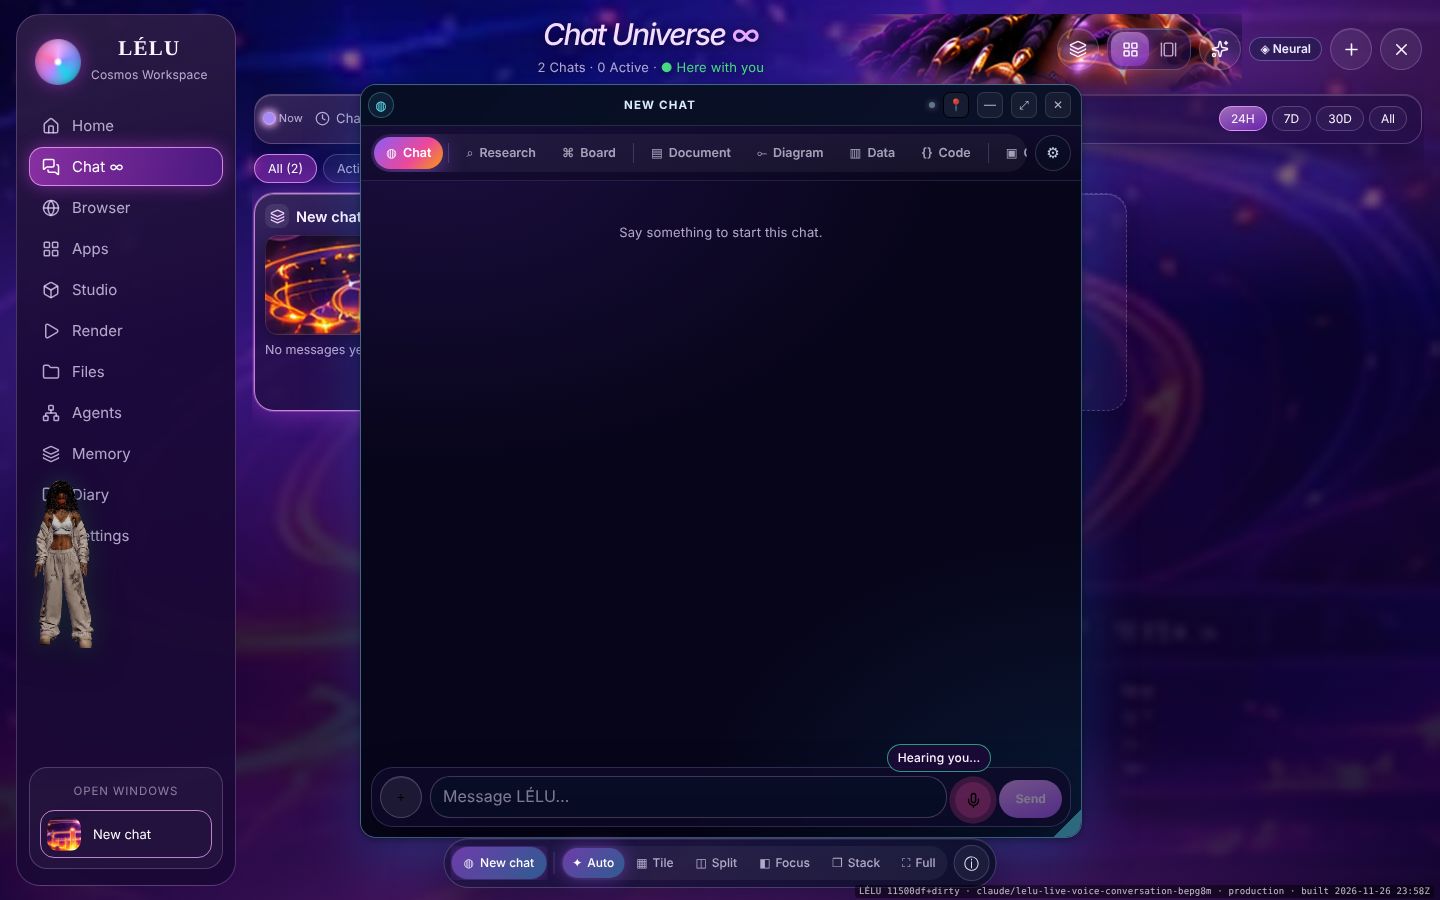 LÉLU
Cosmos Workspace
Home
Chat ∞
Browser
Apps
Studio
Render
Files
Agents
Memory
Diary
ettings
OPEN WINDOWS
New chat
Chat Universe ∞
2 Chats · 0 Active · ● Here with you
◈ Neural
Now
Cha
24H 7D 30D All
All (2) Acti
New chat
No messages ye
NEW CHAT
Chat Research Board Document Diagram Data {} Code
Say something to start this chat.
Hearing you...
+ Message LÉLU... Send
New chat Auto Tile Split Focus Stack Full
LÉLU 11500df+dirty · claude/lelu-live-voice-conversation-bepg8m · production · built 2026-11-26 23:58Z